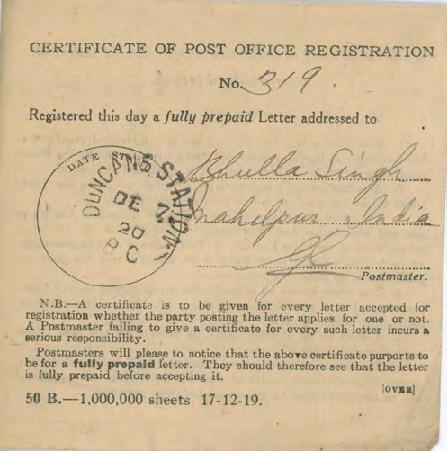 CERTIFICATE OF POST OFFICE REGISTRATION
No. 319.
Registered this day a fully prepaid Letter addressed to
DATE
DUNCANS STATION
DE 7
20
B C
Bhulla Singh
Mahilpur India
Postmaster.
N.B.—A certificate is to be given for every letter accepted for
registration whether the party posting the letter applies for one or not.
A Postmaster failing to give a certificate for every such letter incurs a
serious responsibility.
Postmasters will please to notice that the above certificate purports to
be for a fully prepaid letter. They should therefore see that the letter
is fully prepaid before accepting it.
[OVER]
50 B.—1,000,000 sheets 17-12-19.